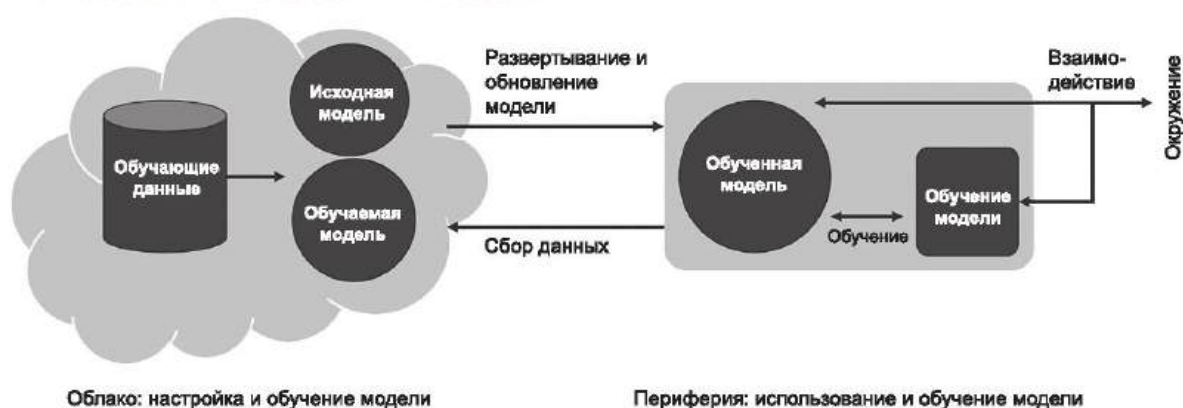 Исходная
модель
Обучающие
данные
Обучаемая
модель
Развертывание и
обновление
модели
Сбор данных
Обученная
модель
Обучение
Обучение
модели
Взаимо-
действие
Окружение
Облако: настройка и обучение модели
Периферия: использование и обучение модели